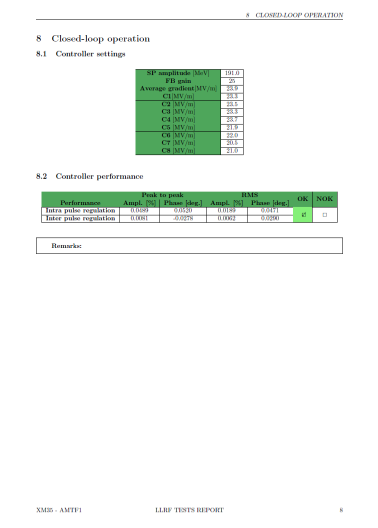 8 CLOSED-LOOP OPERATION
8 Closed-loop operation
8.1 Controller settings
SP amplitude [MeV] 191.0
FB gain 25
Average gradient[MV/m] 23.9
C1[MV/m] 23.3
C2 [MV/m] 23.5
C3 [MV/m] 23.3
C4 [MV/m] 23.7
C5 [MV/m] 21.9
C6 [MV/m] 22.0
C7 [MV/m] 20.5
C8 [MV/m] 21.0
8.2 Controller performance
Peak to peak RMS OK NOK
Performance Ampl. [%] Phase [deg.] Ampl. [%] Phase [deg.]
Intra pulse regulation 0.0489 0.0520 0.0189 0.0471
Inter pulse regulation 0.0081 -0.0278 0.0062 0.0290
Remarks:
XM35 - AMTF1 LLRF TESTS REPORT 8